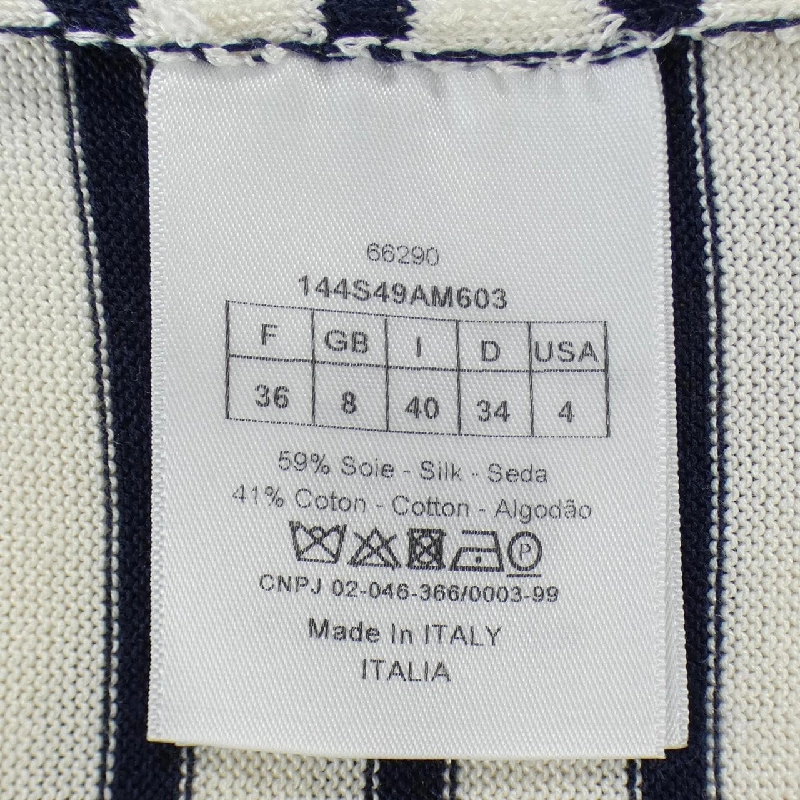 66290
144S49AM603
F GB I D USA
36 8 40 34 4
59% Soie - Silk - Seda
41% Coton - Cotton - Algodão
P
CNPJ 02-046-366/0003-99
Made In ITALY
ITALIA